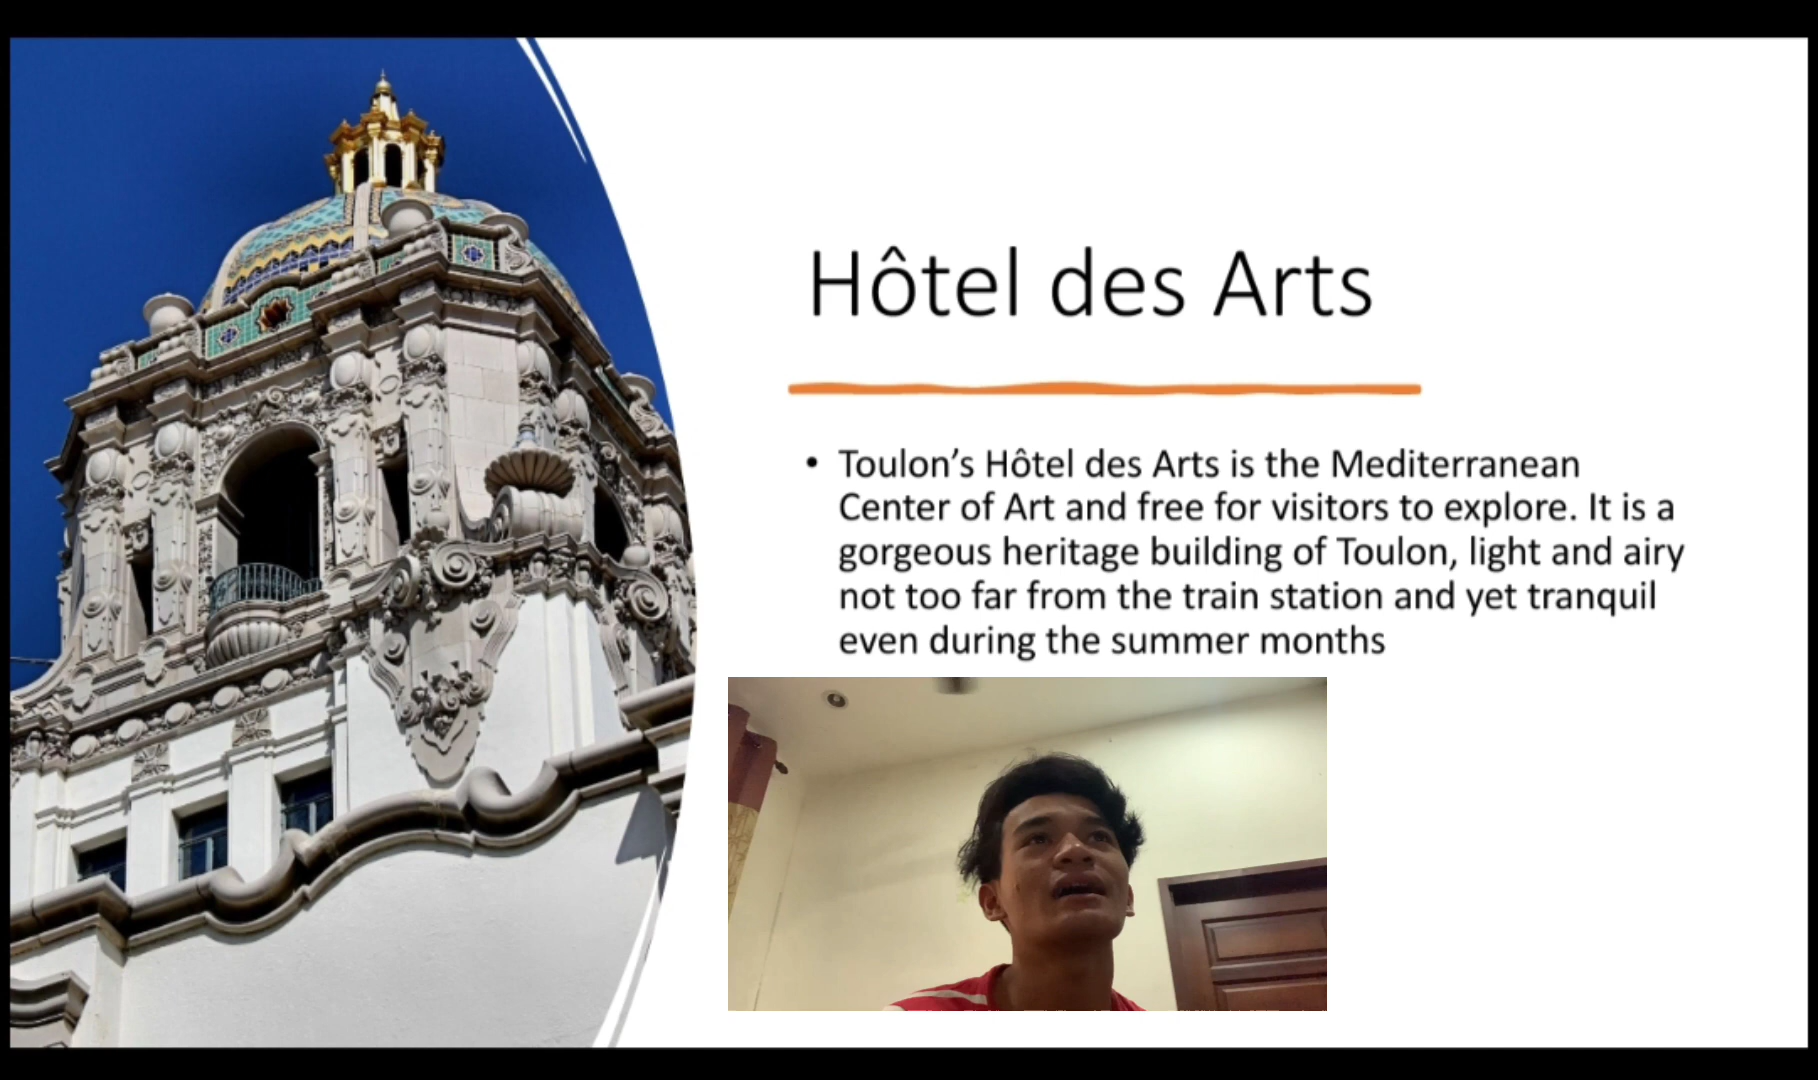 Hôtel des Arts
• Toulon’s Hôtel des Arts is the Mediterranean
Center of Art and free for visitors to explore. It is a
gorgeous heritage building of Toulon, light and airy
not too far from the train station and yet tranquil
even during the summer months